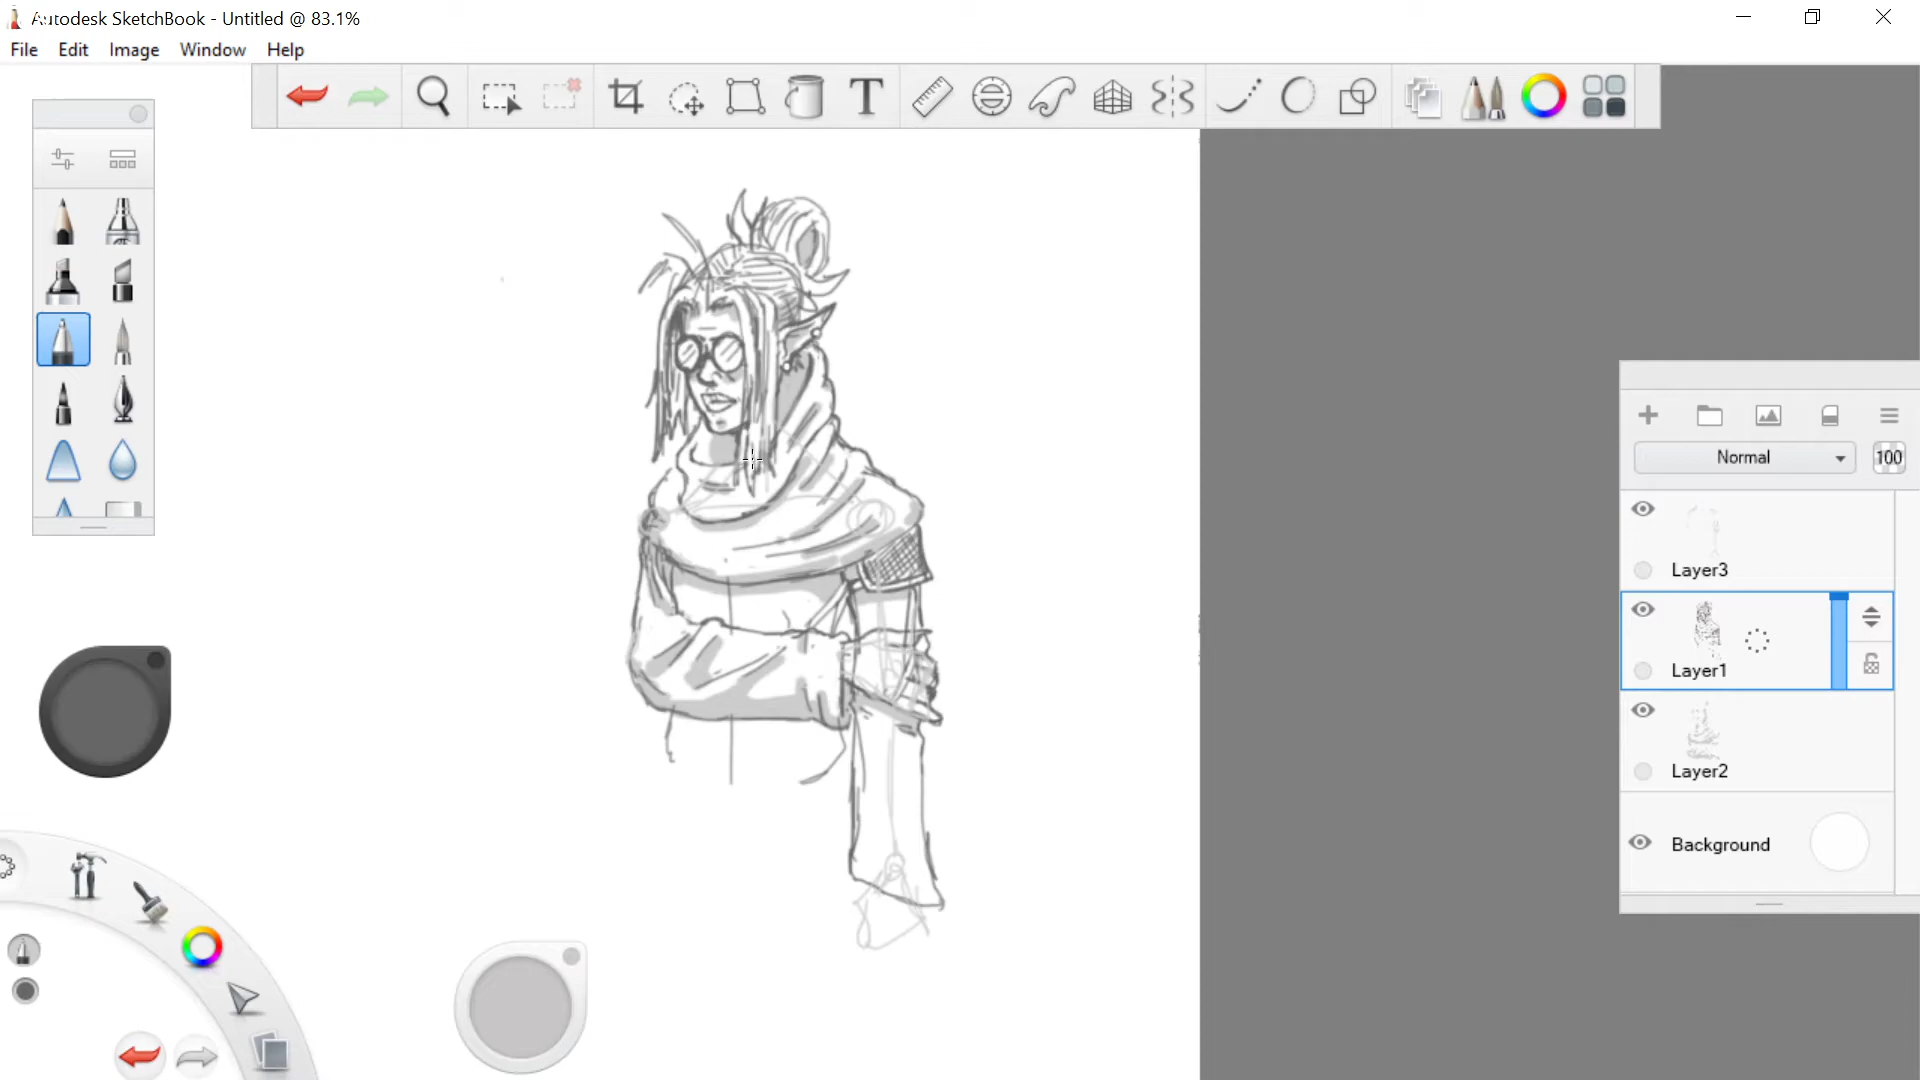 Autodesk SketchBook - Untitled @ 83.1%
File Edit Image Window Help
T
Normal 100
Layer3
Layer1
Layer2
Background